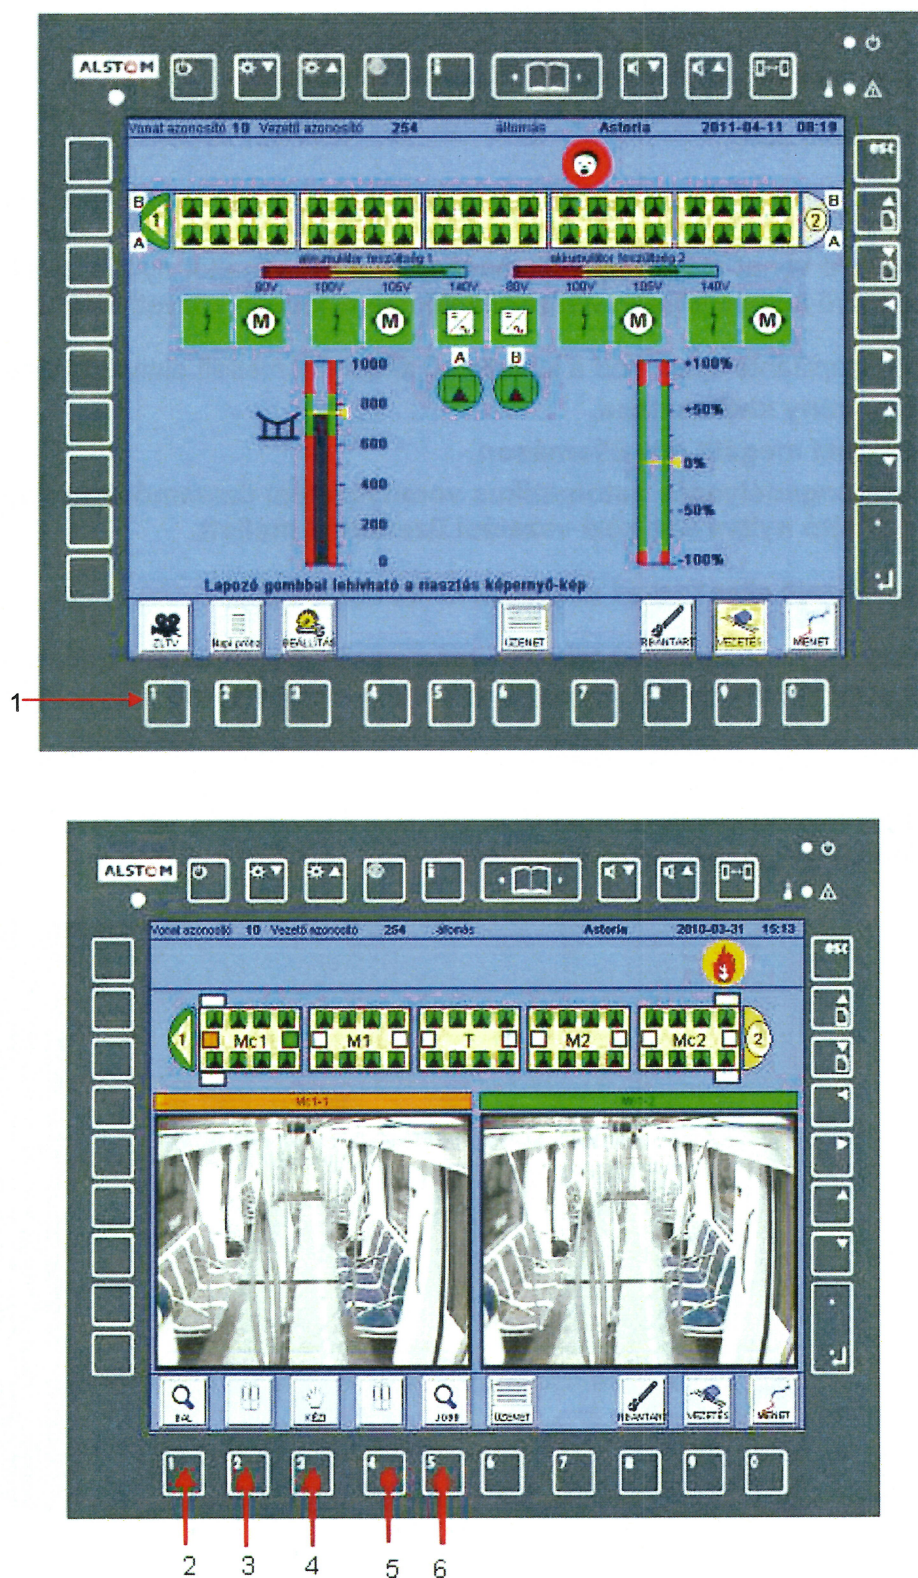 ALSTOM
Vonat azonosító 10 Vezető azonosító 254 állomás Astoria 2011-04-11 08:19
esc
B B
1 2
A A
akkumulátor feszültség 1 akkumulátor feszültség 2
80V 100V 105V 140V 80V 100V 105V 140V
M M M M
A B
1000 +100%
800 +50%
600 0%
400 -50%
200 -100%
0
Lapozó gombbal lehívható a riasztás képernyő-kép
ZLTV Napi próba BEÁLLÍTÁS ÜZENET RBANTART VEZETÉS MENET
1 1 2 3 4 5 6 7 8 9 0
ALSTOM
Vonat azonosító 10 Vezető azonosító 254 állomás Astoria 2010-03-31 15:13
esc
1 Mc1 M1 T M2 Mc2 2
Mc1-1
BAL KÉZI JOBB ÜZENET RBANTART VEZETÉS MENET
1 2 3 4 5 6 7 8 9 0
2 3 4 5 6